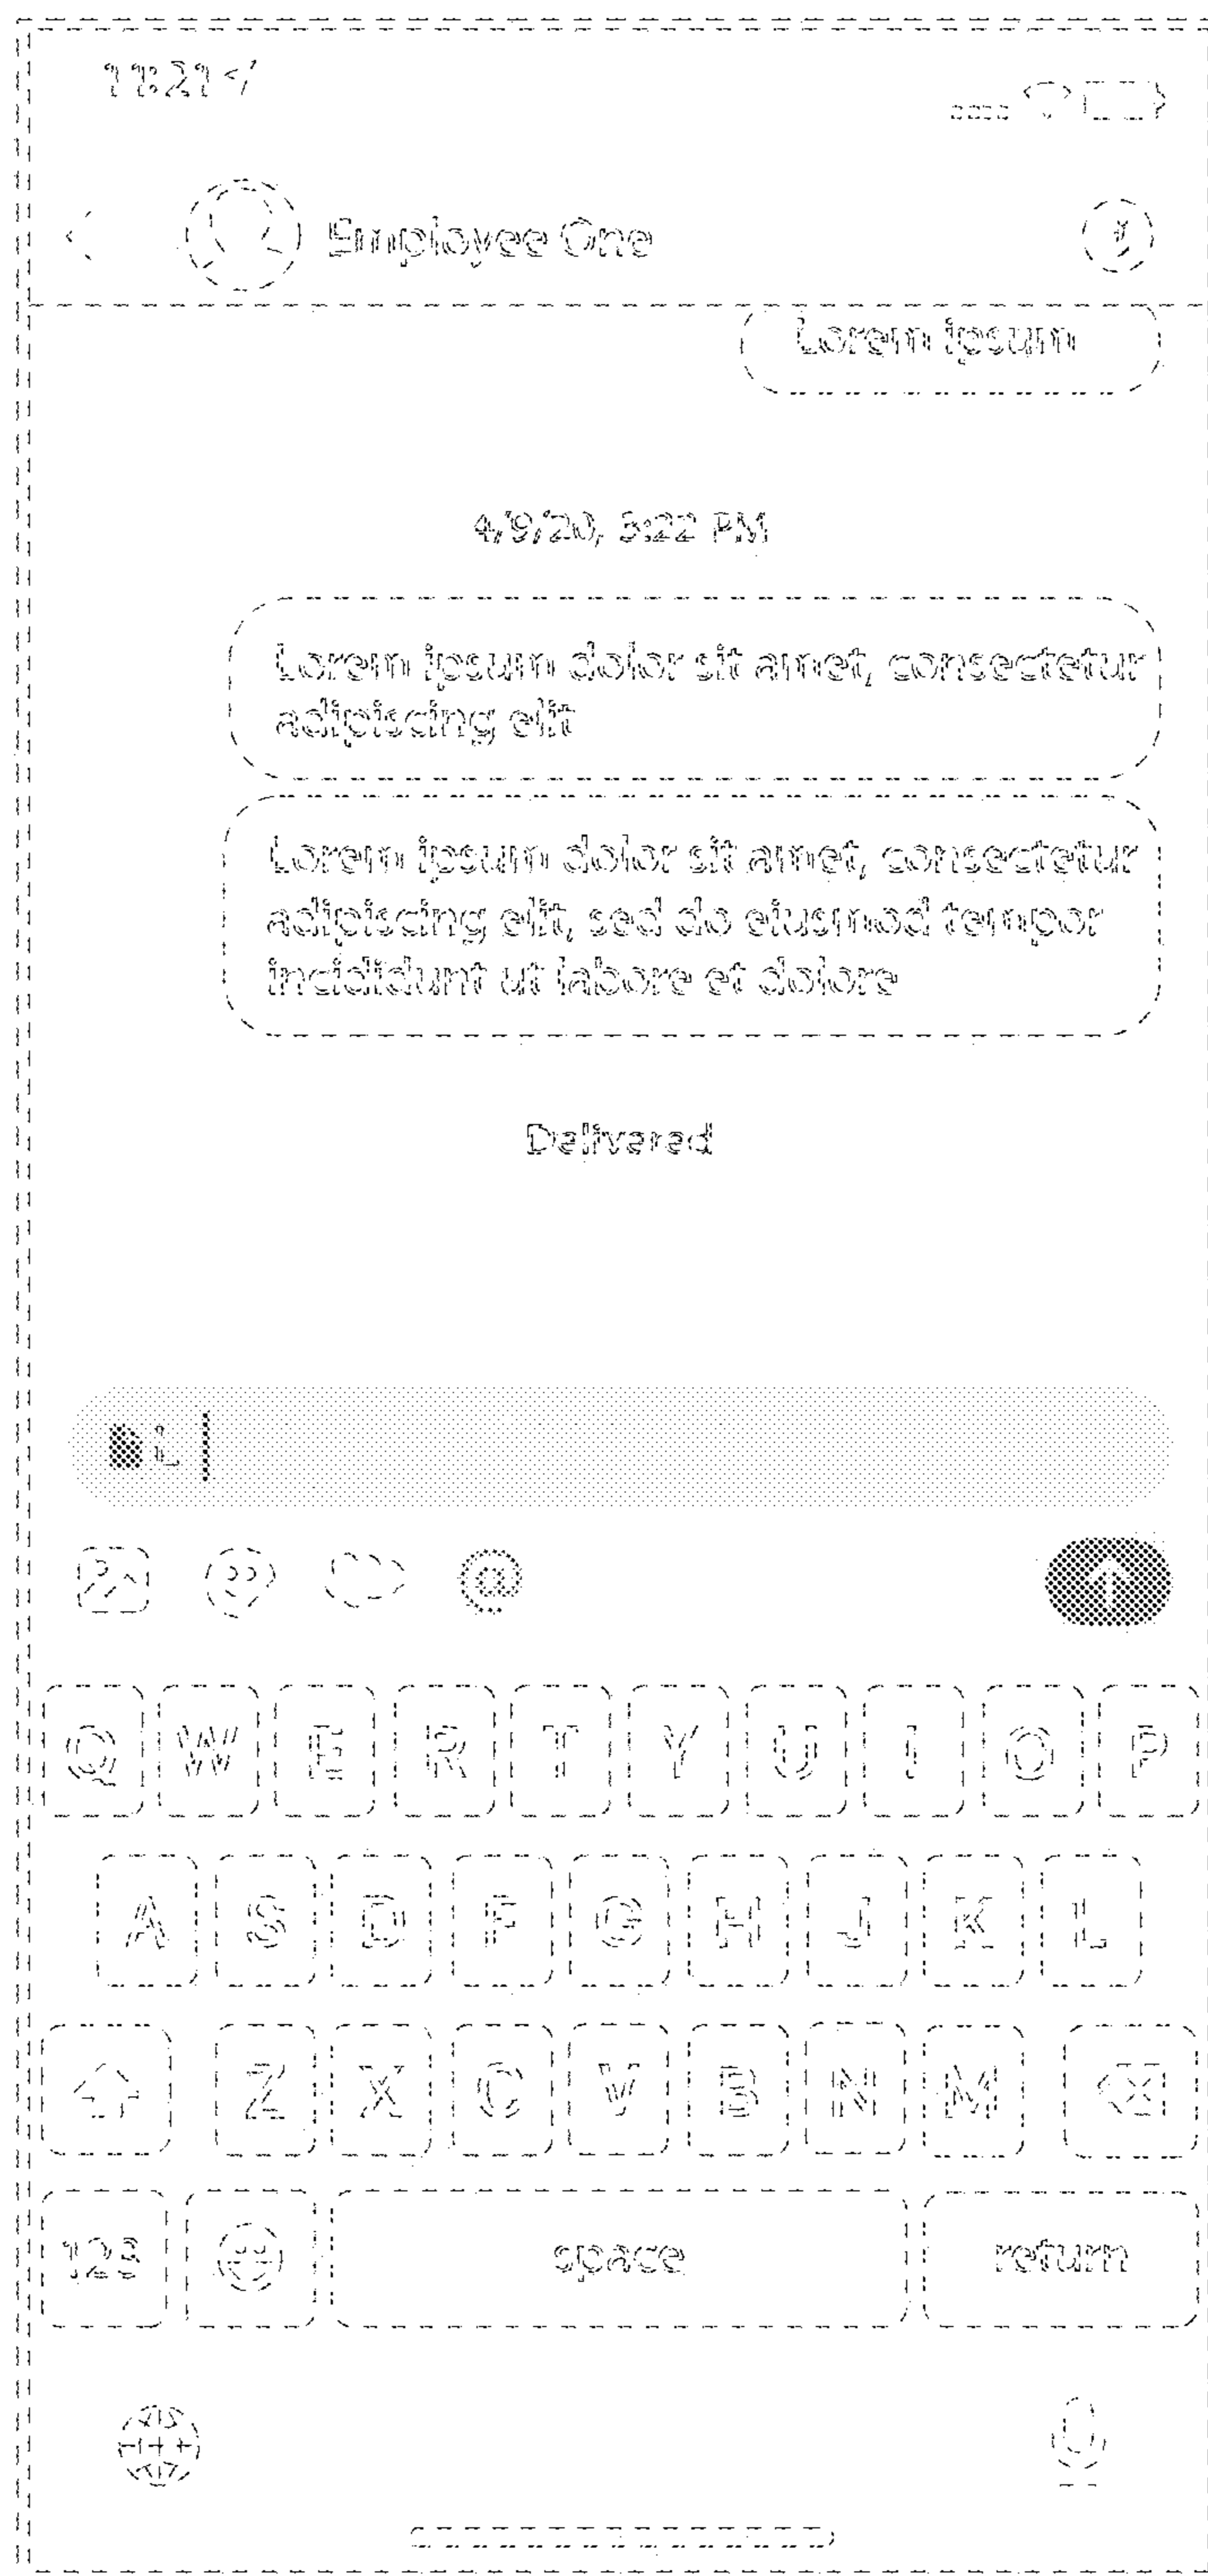 11:21
Employee One
Lorem ipsum
4/9/20, 5:22 PM
Lorem ipsum dolor sit amet, consectetur
adipiscing elit
Lorem ipsum dolor sit amet, consectetur
adipiscing elit, sed do eiusmod tempor
incididunt ut labore et dolore
Delivered
@
Q W E R T Y U I O P
A S D F G H J K L
Z X C V B N M
123 space return